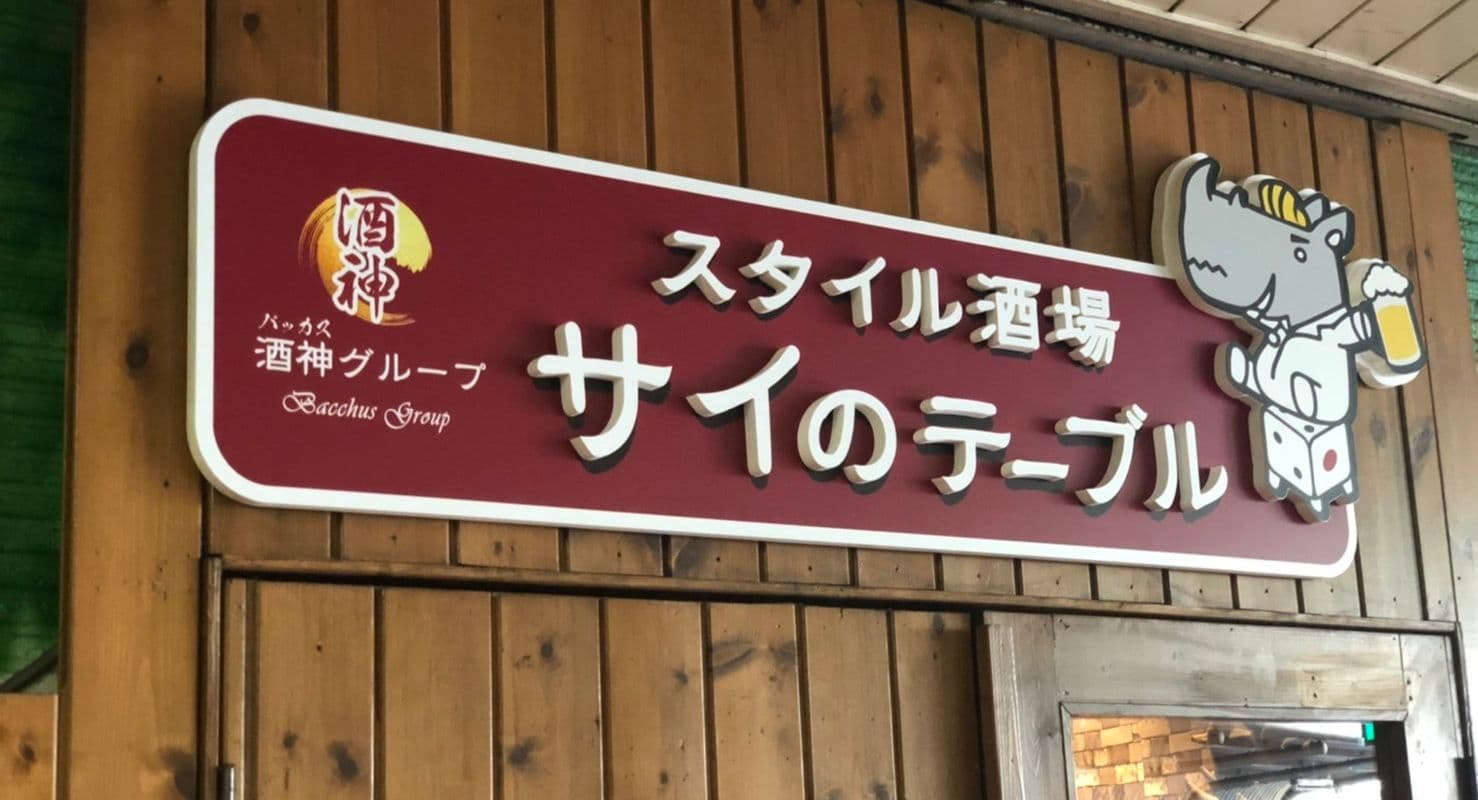 酒神
バッカス
酒神グループ
Bacchus Group
スタイル酒場
サイのテーブル